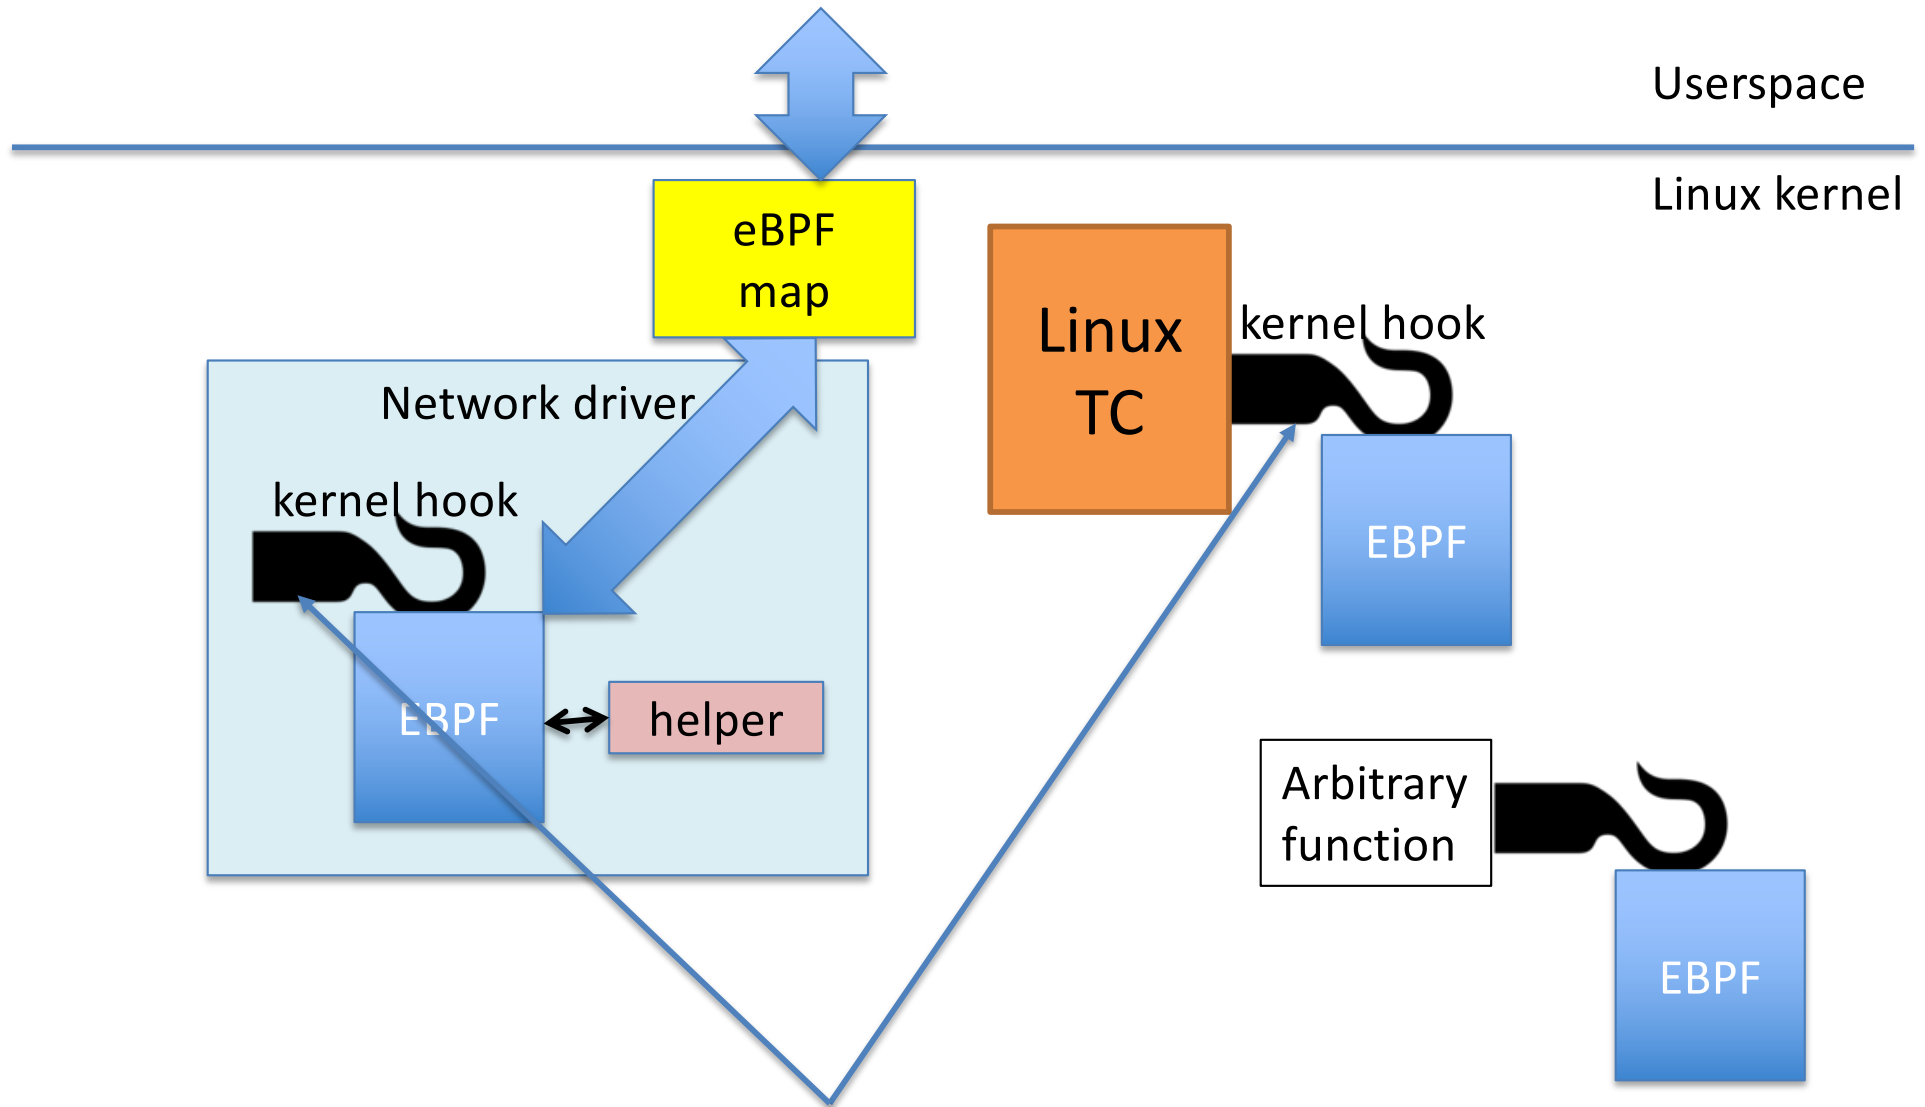 Userspace
Linux kernel
eBPF
map
Linux
TC
kernel hook
Network driver
kernel hook
EBPF
EBPF
helper
Arbitrary
function
EBPF